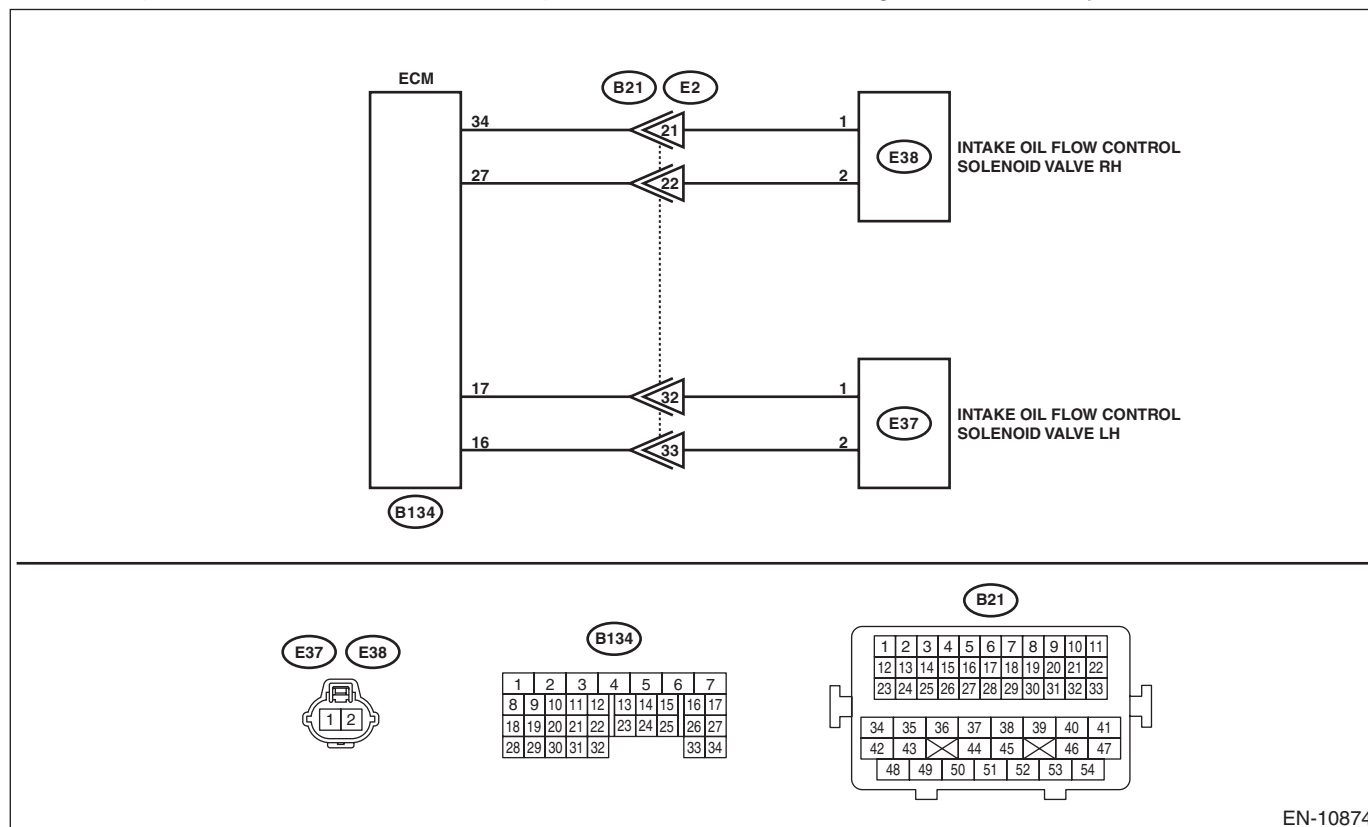 ECM
B21 E2
34 21 1
E38
INTAKE OIL FLOW CONTROL
SOLENOID VALVE RH
27 22 2
17 32 1
E37
INTAKE OIL FLOW CONTROL
SOLENOID VALVE LH
16 33 2
B134
E37 E38
1 2
B134
1 2 3 4 5 6 7
8 9 10 11 12 13 14 15 16 17
18 19 20 21 22 23 24 25 26 27
28 29 30 31 32 33 34
B21
1 2 3 4 5 6 7 8 9 10 11
12 13 14 15 16 17 18 19 20 21 22
23 24 25 26 27 28 29 30 31 32 33
34 35 36 37 38 39 40 41
42 43 44 45 46 47
48 49 50 51 52 53 54
EN-10874